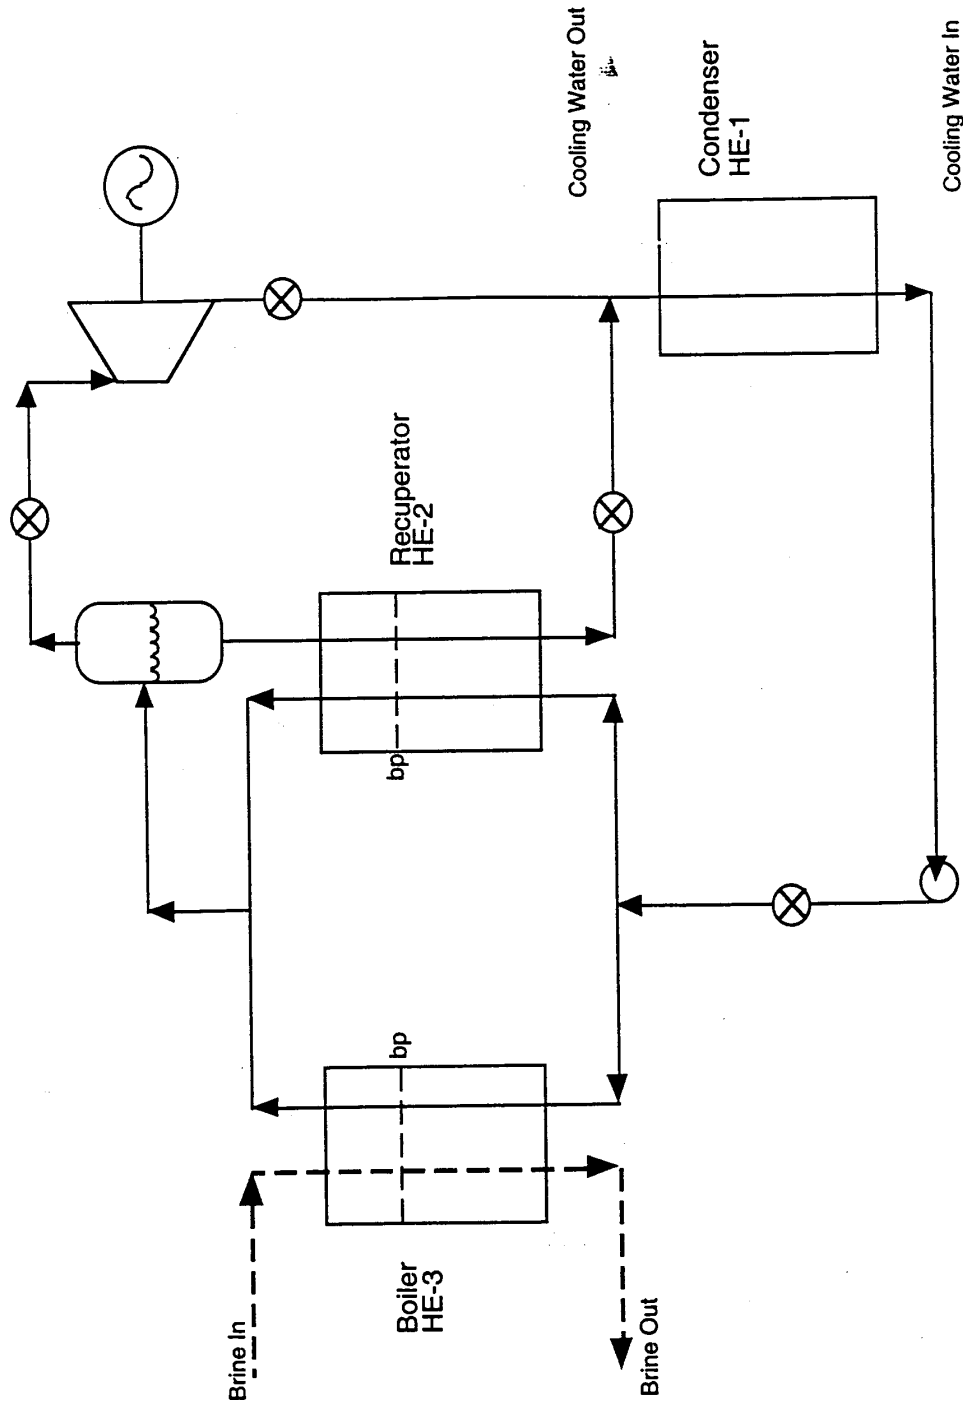 Cooling Water Out
Condenser
HE-1
Cooling Water In
Recuperator
HE-2
bp
bp
Boiler
HE-3
Brine In
Brine Out